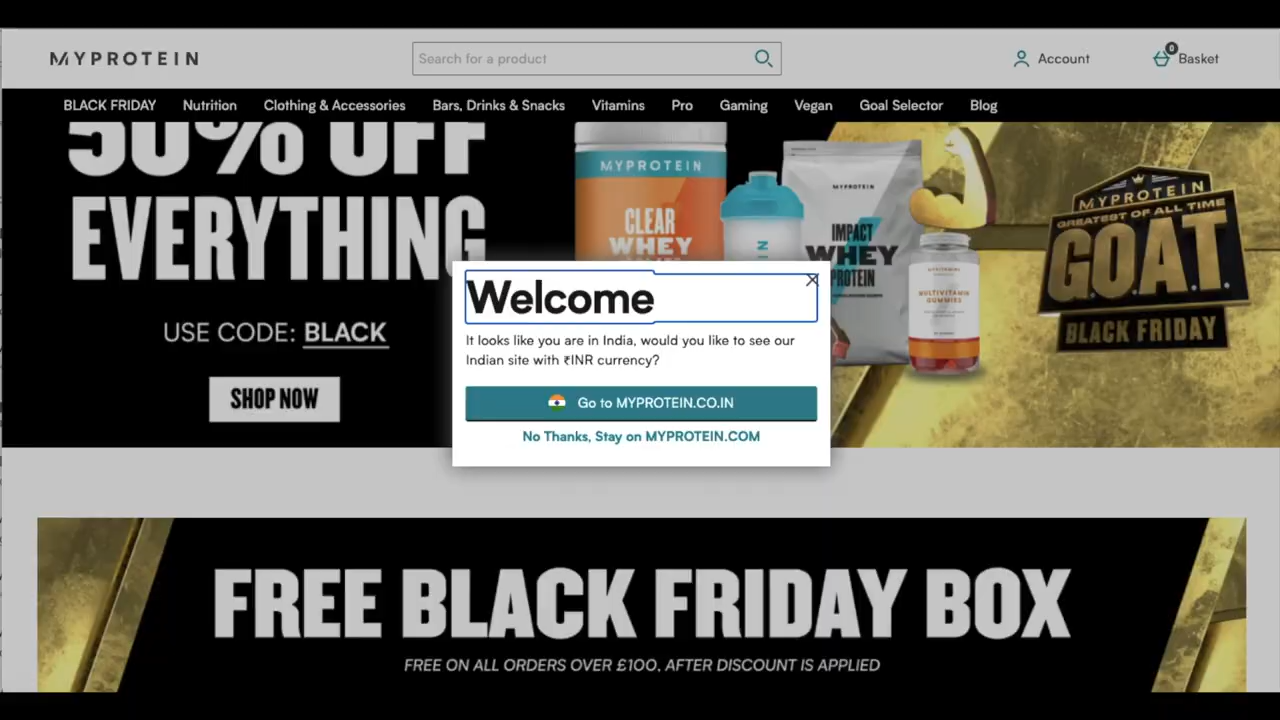 MYPROTEIN
Search for a product
Account
0
Basket
BLACK FRIDAY Nutrition Clothing & Accessories Bars, Drinks & Snacks Vitamins Pro Gaming Vegan Goal Selector Blog
50% OFF
EVERYTHING
USE CODE: BLACK
SHOP NOW
MYPROTEIN
CLEAR
WHEY
MYPROTEIN
IMPACT
WHEY
PROTEIN
MULTIVITAMIN
GUMMIES
MYPROTEIN
GREATEST OF ALL TIME
G.O.A.T.
BLACK FRIDAY
Welcome
It looks like you are in India, would you like to see our
Indian site with ₹INR currency?
Go to MYPROTEIN.CO.IN
No Thanks, Stay on MYPROTEIN.COM
FREE BLACK FRIDAY BOX
FREE ON ALL ORDERS OVER £100, AFTER DISCOUNT IS APPLIED